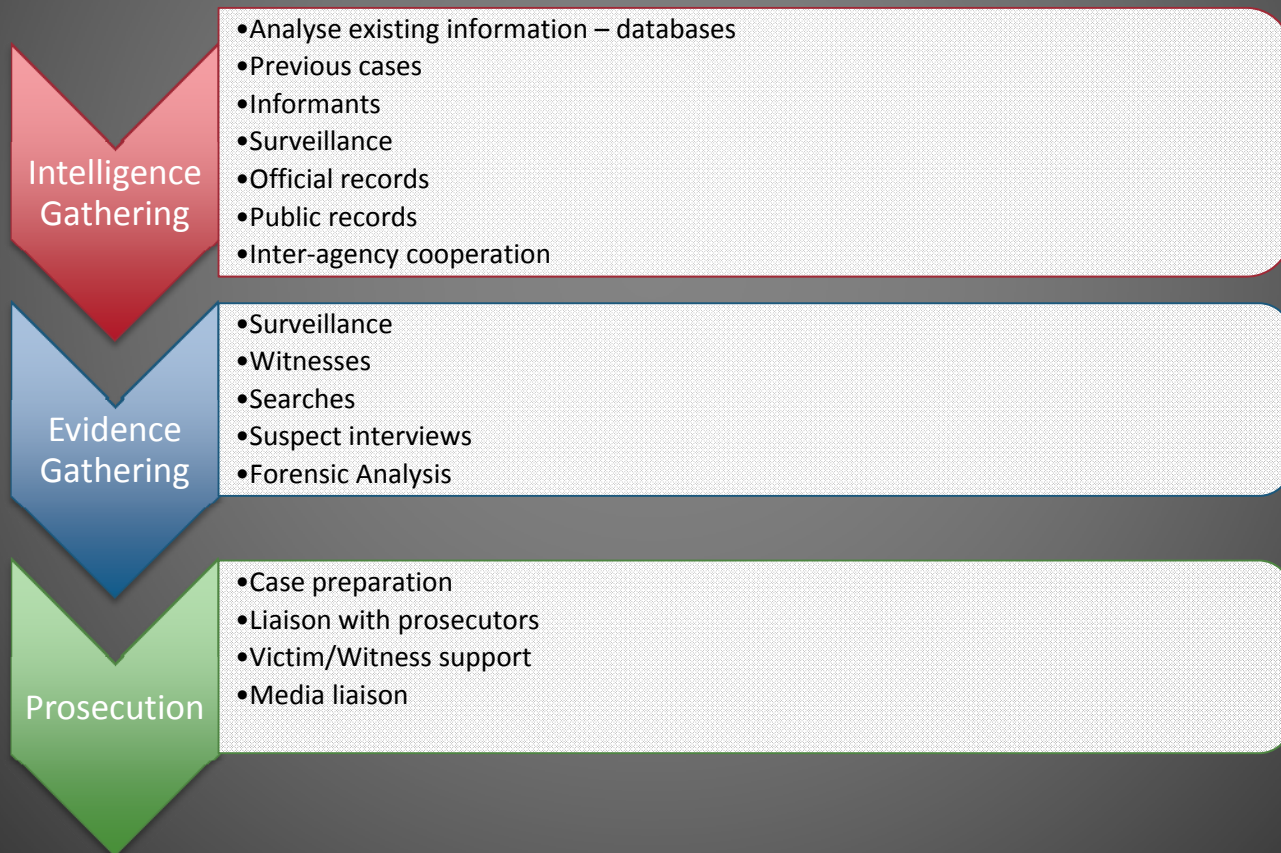 Intelligence
Gathering
•Analyse existing information – databases
•Previous cases
•Informants
•Surveillance
•Official records
•Public records
•Inter-agency cooperation
Evidence
Gathering
•Surveillance
•Witnesses
•Searches
•Suspect interviews
•Forensic Analysis
Prosecution
•Case preparation
•Liaison with prosecutors
•Victim/Witness support
•Media liaison